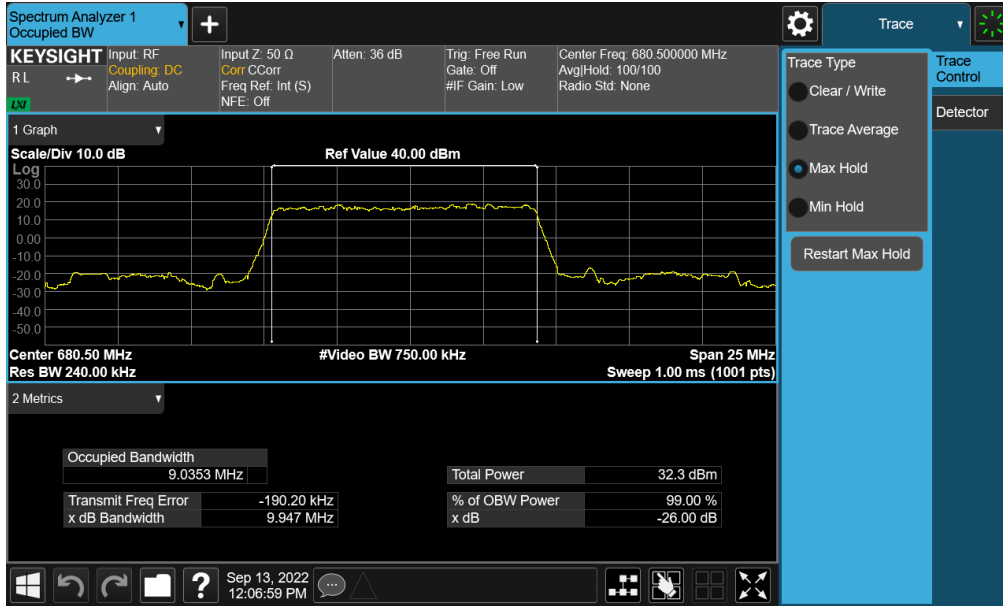 Spectrum Analyzer 1
Occupied BW
+
Trace
KEYSIGHT
RL
LXI
Input: RF
Coupling: DC
Align: Auto
Input Z: 50 Ω
Corr CCorr
Freq Ref: Int (S)
NFE: Off
Atten: 36 dB
Trig: Free Run
Gate: Off
#IF Gain: Low
Center Freq: 680.500000 MHz
Avg|Hold: 100/100
Radio Std: None
1 Graph
Scale/Div 10.0 dB
Ref Value 40.00 dBm
Log
30.0
20.0
10.0
0.00
-10.0
-20.0
-30.0
-40.0
-50.0
Center 680.50 MHz
#Video BW 750.00 kHz
Span 25 MHz
Res BW 240.00 kHz
Sweep 1.00 ms (1001 pts)
2 Metrics
Occupied Bandwidth
9.0353 MHz
Total Power 32.3 dBm
Transmit Freq Error -190.20 kHz
% of OBW Power 99.00 %
x dB Bandwidth 9.947 MHz
x dB -26.00 dB
?
Sep 13, 2022
12:06:59 PM
Trace Type
Clear / Write
Trace Average
Max Hold
Min Hold
Restart Max Hold
Trace
Control
Detector